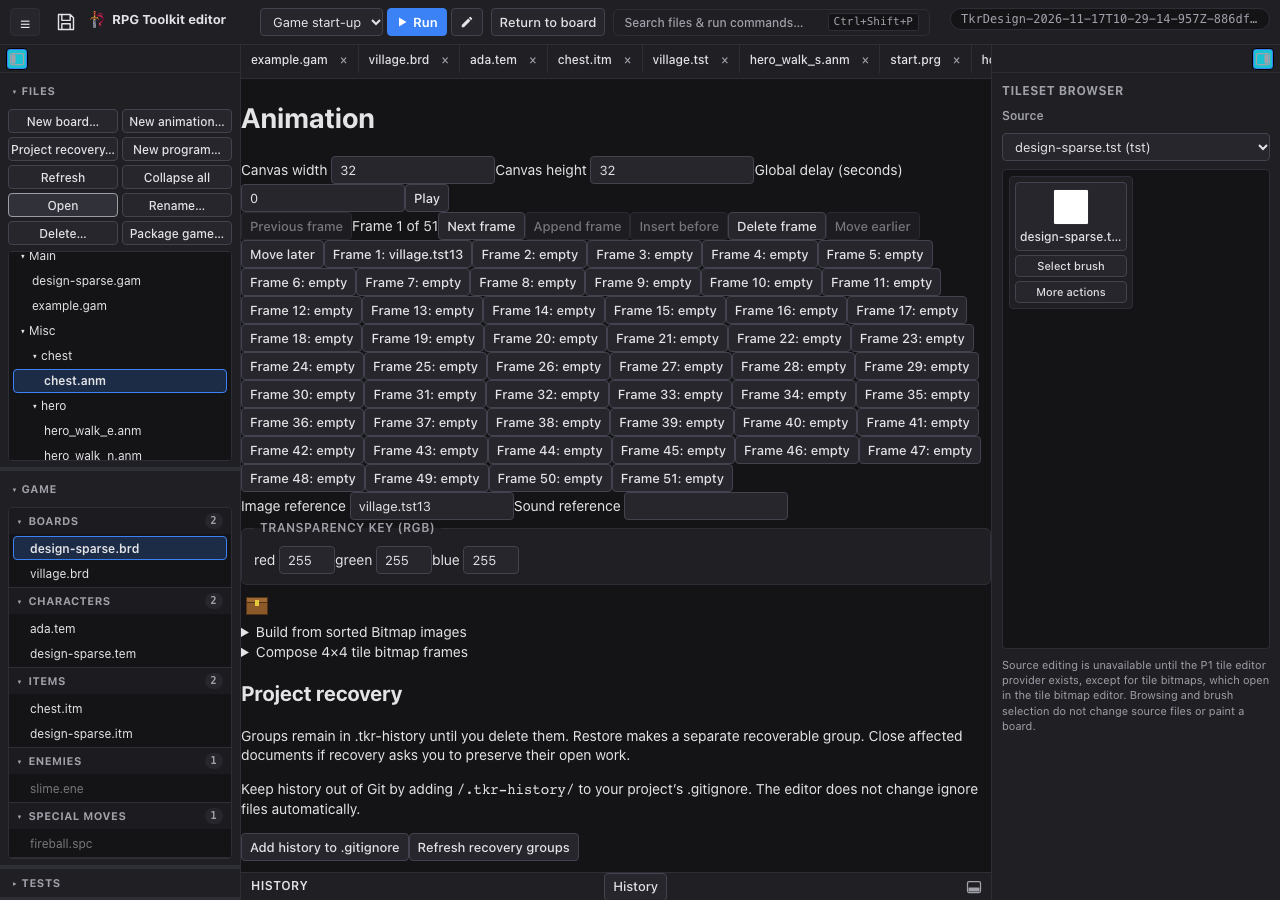 RPG Toolkit editor
Game start-up
Run
Return to board
Search files & run commands...
Ctrl+Shift+P
TkrDesign-2026-11-17T10-29-14-957Z-886df…
FILES
New board...
New animation...
Project recovery...
New program...
Refresh
Collapse all
Open
Rename...
Delete...
Package game...
Main
design-sparse.gam
example.gam
Misc
chest
chest.anm
hero
hero_walk_e.anm
hero_walk_n.anm
GAME
BOARDS 2
design-sparse.brd
village.brd
CHARACTERS 2
ada.tem
design-sparse.tem
ITEMS 2
chest.itm
design-sparse.itm
ENEMIES 1
slime.ene
SPECIAL MOVES 1
fireball.spc
TESTS
example.gam × village.brd × ada.tem × chest.itm × village.tst × hero_walk_s.anm × start.prg ×
Animation
Canvas width 32 Canvas height 32 Global delay (seconds)
0 Play
Previous frame Frame 1 of 51 Next frame Append frame Insert before Delete frame Move earlier
Move later Frame 1: village.tst13 Frame 2: empty Frame 3: empty Frame 4: empty Frame 5: empty
Frame 6: empty Frame 7: empty Frame 8: empty Frame 9: empty Frame 10: empty Frame 11: empty
Frame 12: empty Frame 13: empty Frame 14: empty Frame 15: empty Frame 16: empty Frame 17: empty
Frame 18: empty Frame 19: empty Frame 20: empty Frame 21: empty Frame 22: empty Frame 23: empty
Frame 24: empty Frame 25: empty Frame 26: empty Frame 27: empty Frame 28: empty Frame 29: empty
Frame 30: empty Frame 31: empty Frame 32: empty Frame 33: empty Frame 34: empty Frame 35: empty
Frame 36: empty Frame 37: empty Frame 38: empty Frame 39: empty Frame 40: empty Frame 41: empty
Frame 42: empty Frame 43: empty Frame 44: empty Frame 45: empty Frame 46: empty Frame 47: empty
Frame 48: empty Frame 49: empty Frame 50: empty Frame 51: empty
Image reference village.tst13 Sound reference
TRANSPARENCY KEY (RGB)
red 255 green 255 blue 255
Build from sorted Bitmap images
Compose 4×4 tile bitmap frames
Project recovery
Groups remain in .tkr-history until you delete them. Restore makes a separate recoverable group. Close affected
documents if recovery asks you to preserve their open work.
Keep history out of Git by adding /.tkr-history/ to your project's .gitignore. The editor does not change ignore
files automatically.
Add history to .gitignore Refresh recovery groups
HISTORY
History
TILESET BROWSER
Source
design-sparse.tst (tst)
design-sparse.t...
Select brush
More actions
Source editing is unavailable until the P1 tile editor
provider exists, except for tile bitmaps, which open
in the tile bitmap editor. Browsing and brush
selection do not change source files or paint a
board.